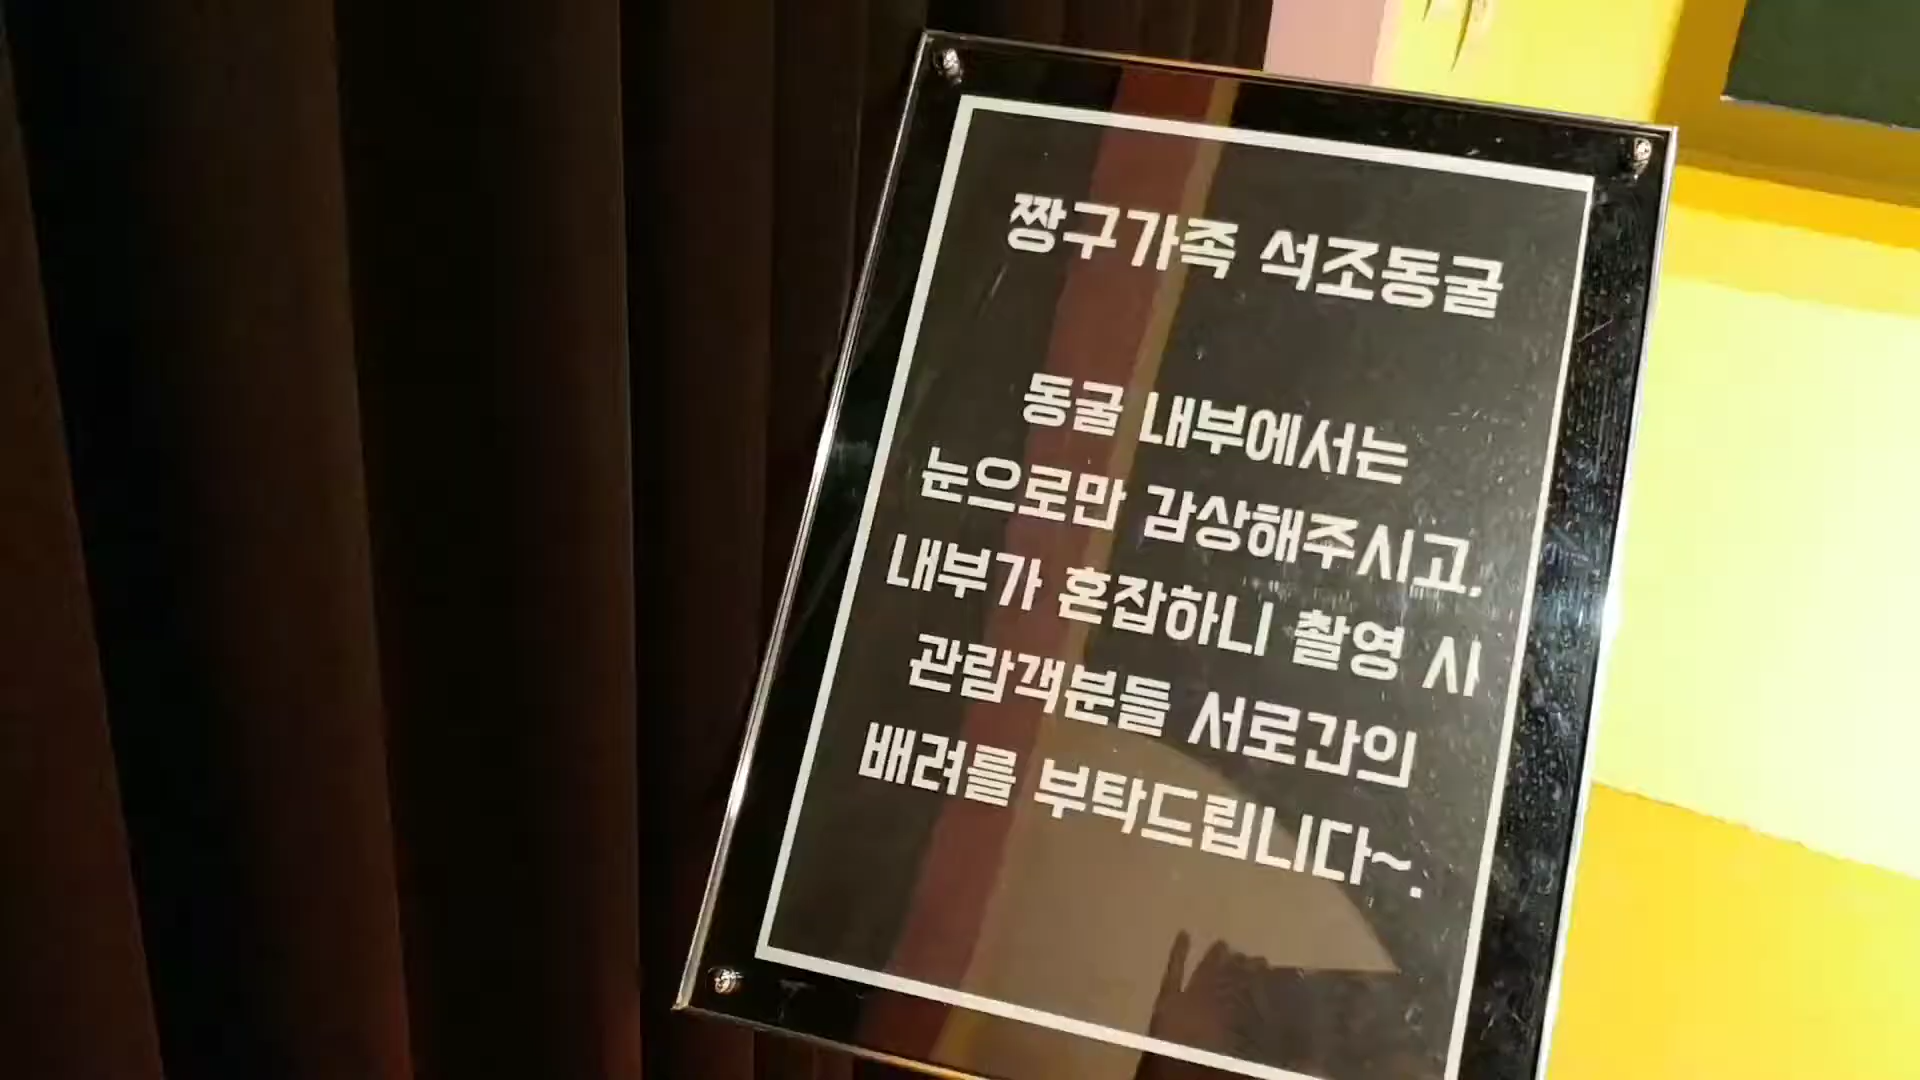 짱구가족 석조동굴
동굴 내부에서는
눈으로만 감상해주시고.
내부가 혼잡하니 촬영 시
관람객분들 서로간의
배려를 부탁드립니다~.